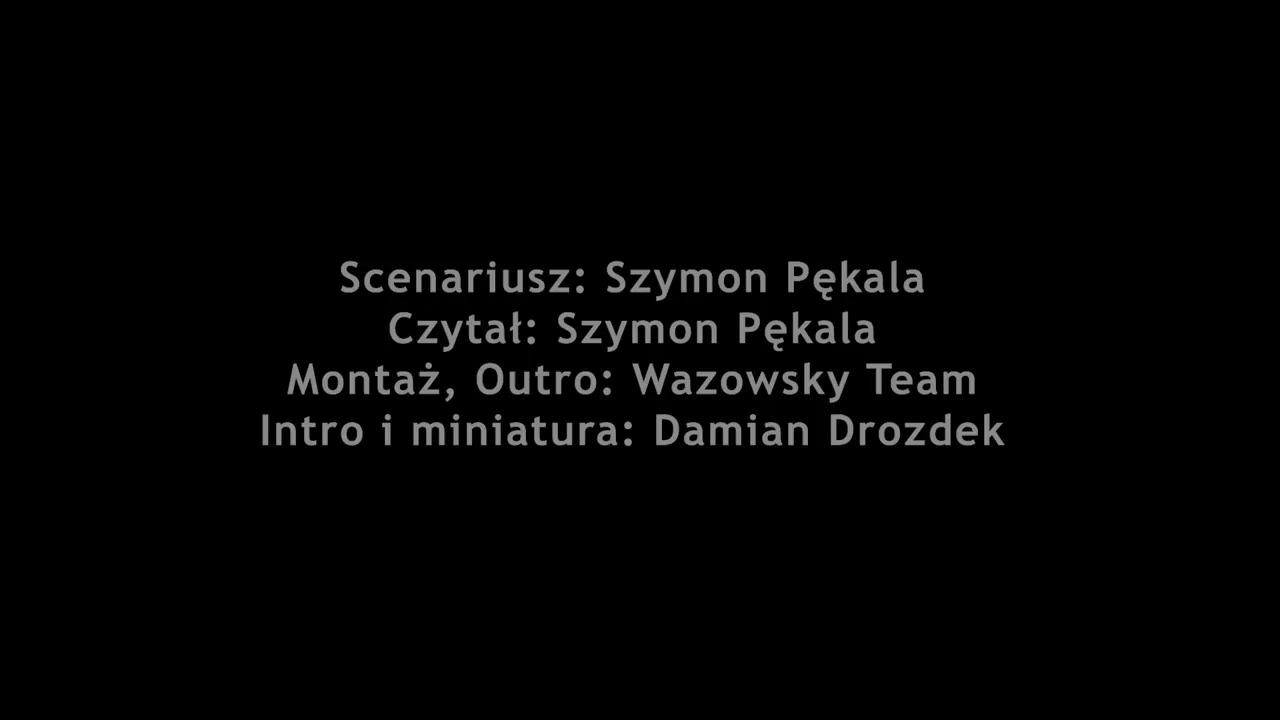 Scenariusz: Szymon Pękala
Czytał: Szymon Pękala
Montaż, Outro: Wazowsky Team
Intro i miniatura: Damian Drozdek